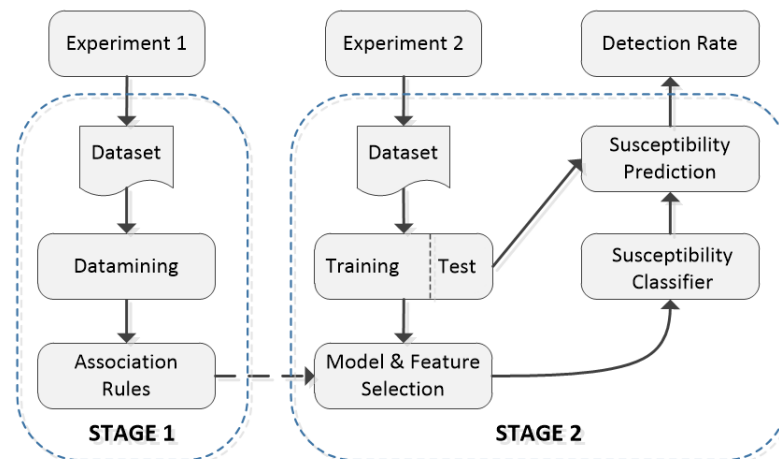 Experiment 1
Dataset
Datamining
Association
Rules
STAGE 1
Experiment 2
Dataset
Training
Test
Model & Feature
Selection
Detection Rate
Susceptibility
Prediction
Susceptibility
Classifier
STAGE 2